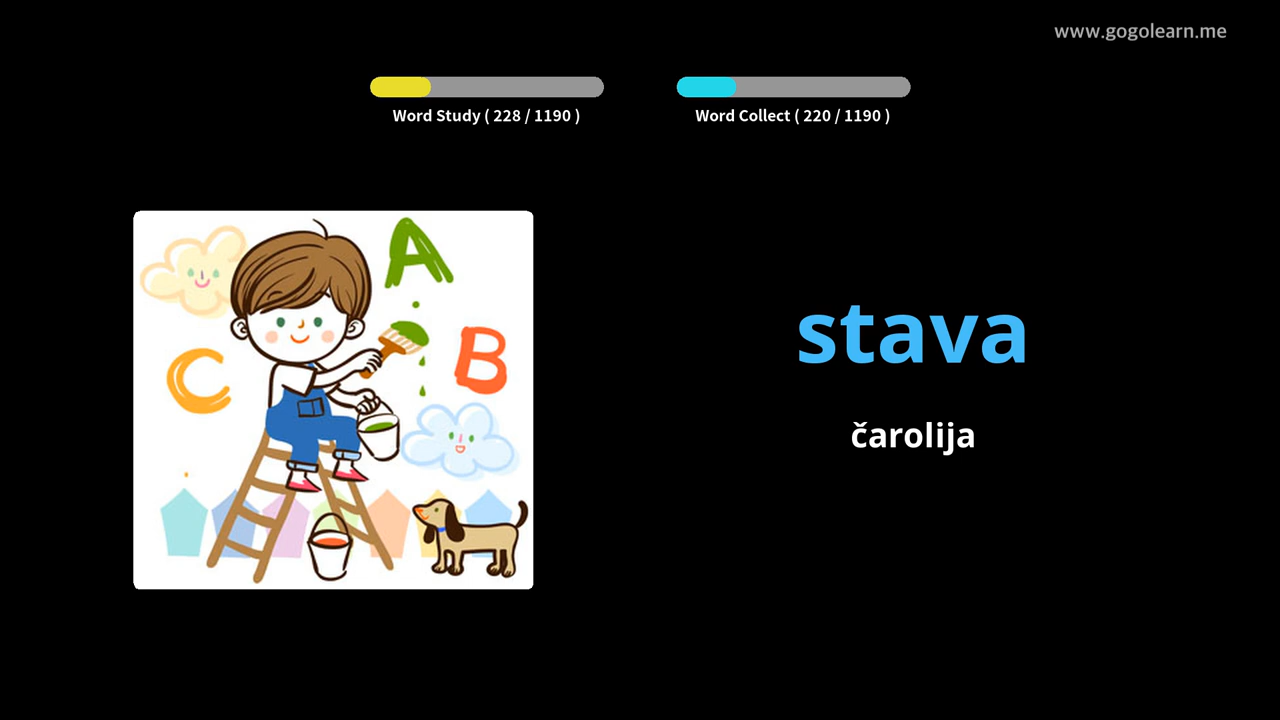 www.gogolearn.me
Word Study ( 228 / 1190 )
Word Collect ( 220 / 1190 )
A
B
C
stava
čarolija